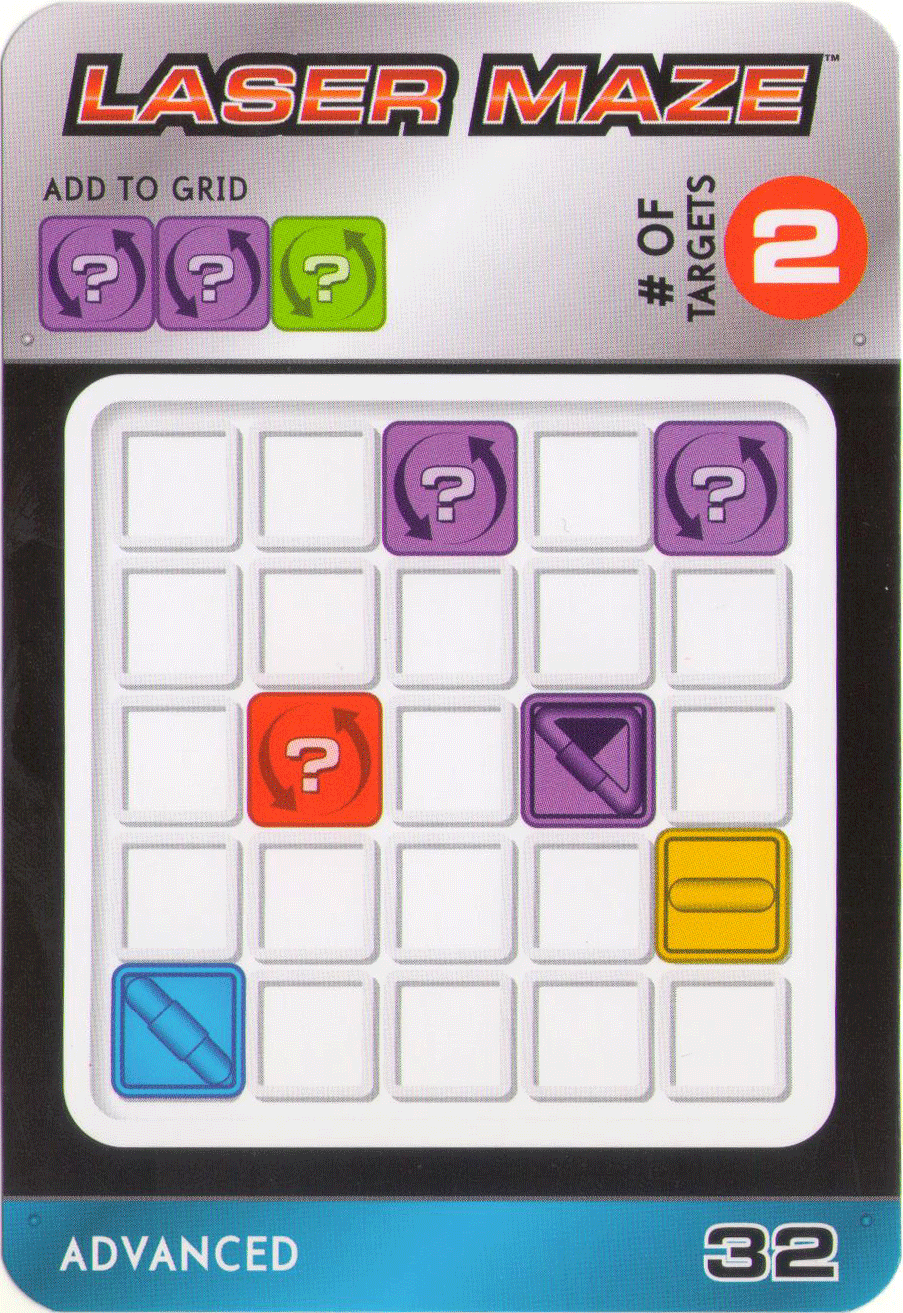 LASER MAZE™
ADD TO GRID
? ? ?
# OF
TARGETS
2
? ?
?
ADVANCED
32